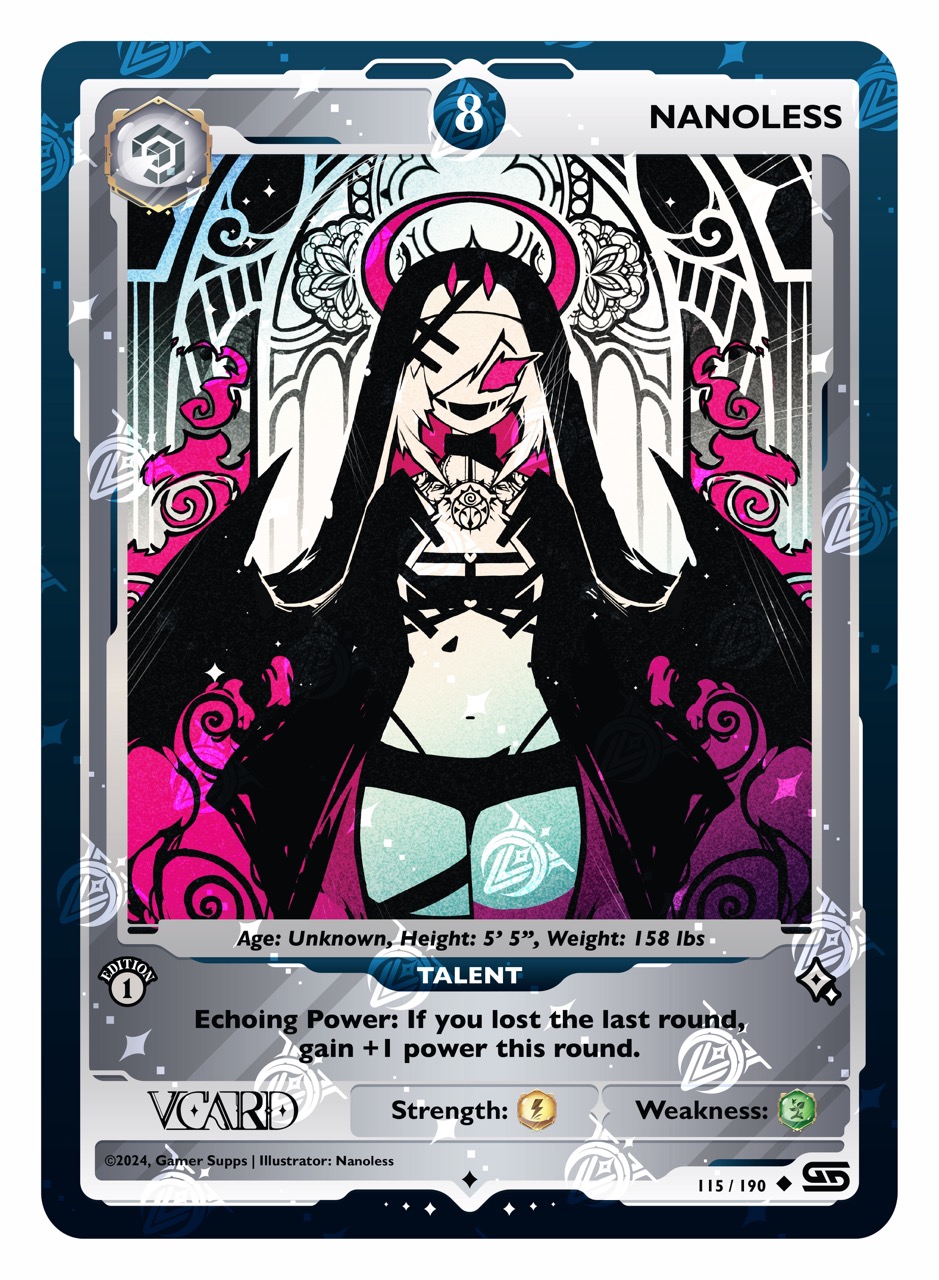 8
NANOLESS
Age: Unknown, Height: 5’ 5”, Weight: 158 lbs
EDITION
1
TALENT
Echoing Power: If you lost the last round,
gain +1 power this round.
VCARD
Strength:
Weakness:
©2024, Gamer Supps | Illustrator: Nanoless
115 / 190
GS